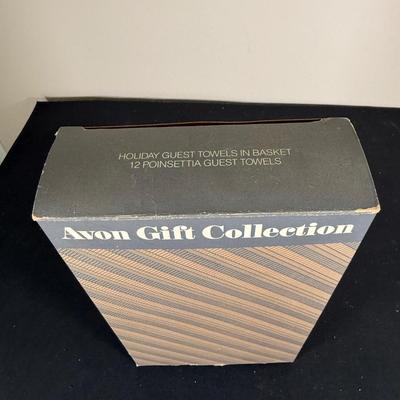 HOLIDAY GUEST TOWELS IN BASKET
12 POINSETTIA GUEST TOWELS
Avon Gift Collection